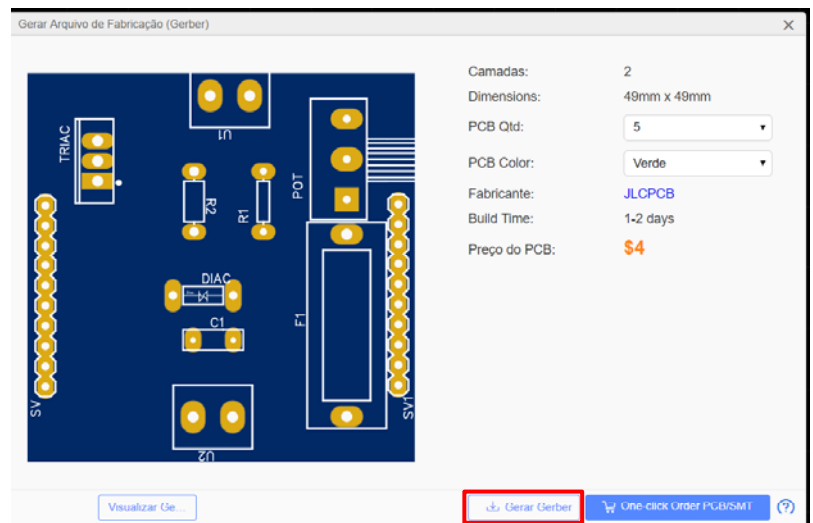 Gerar Arquivo de Fabricação (Gerber)
Camadas: 2
Dimensions: 49mm x 49mm
PCB Qtd: 5
PCB Color: Verde
Fabricante: JLCPCB
Build Time: 1-2 days
Preço do PCB: $4
U1
TRIAC
POT
R2
R1
DIAC
C1
F1
SV
SV1
U2
Visualizar Ge...
Gerar Gerber
One-click Order PCB/SMT